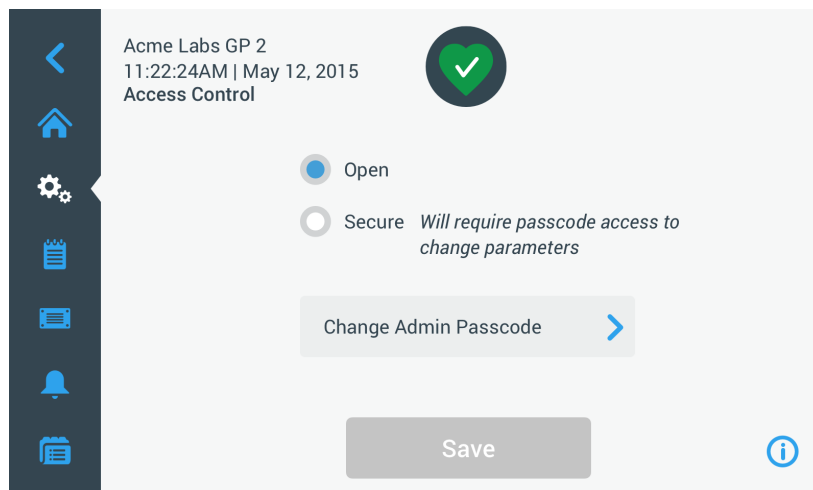 Acme Labs GP 2
11:22:24AM | May 12, 2015
Access Control
Open
Secure Will require passcode access to
change parameters
Change Admin Passcode
Save